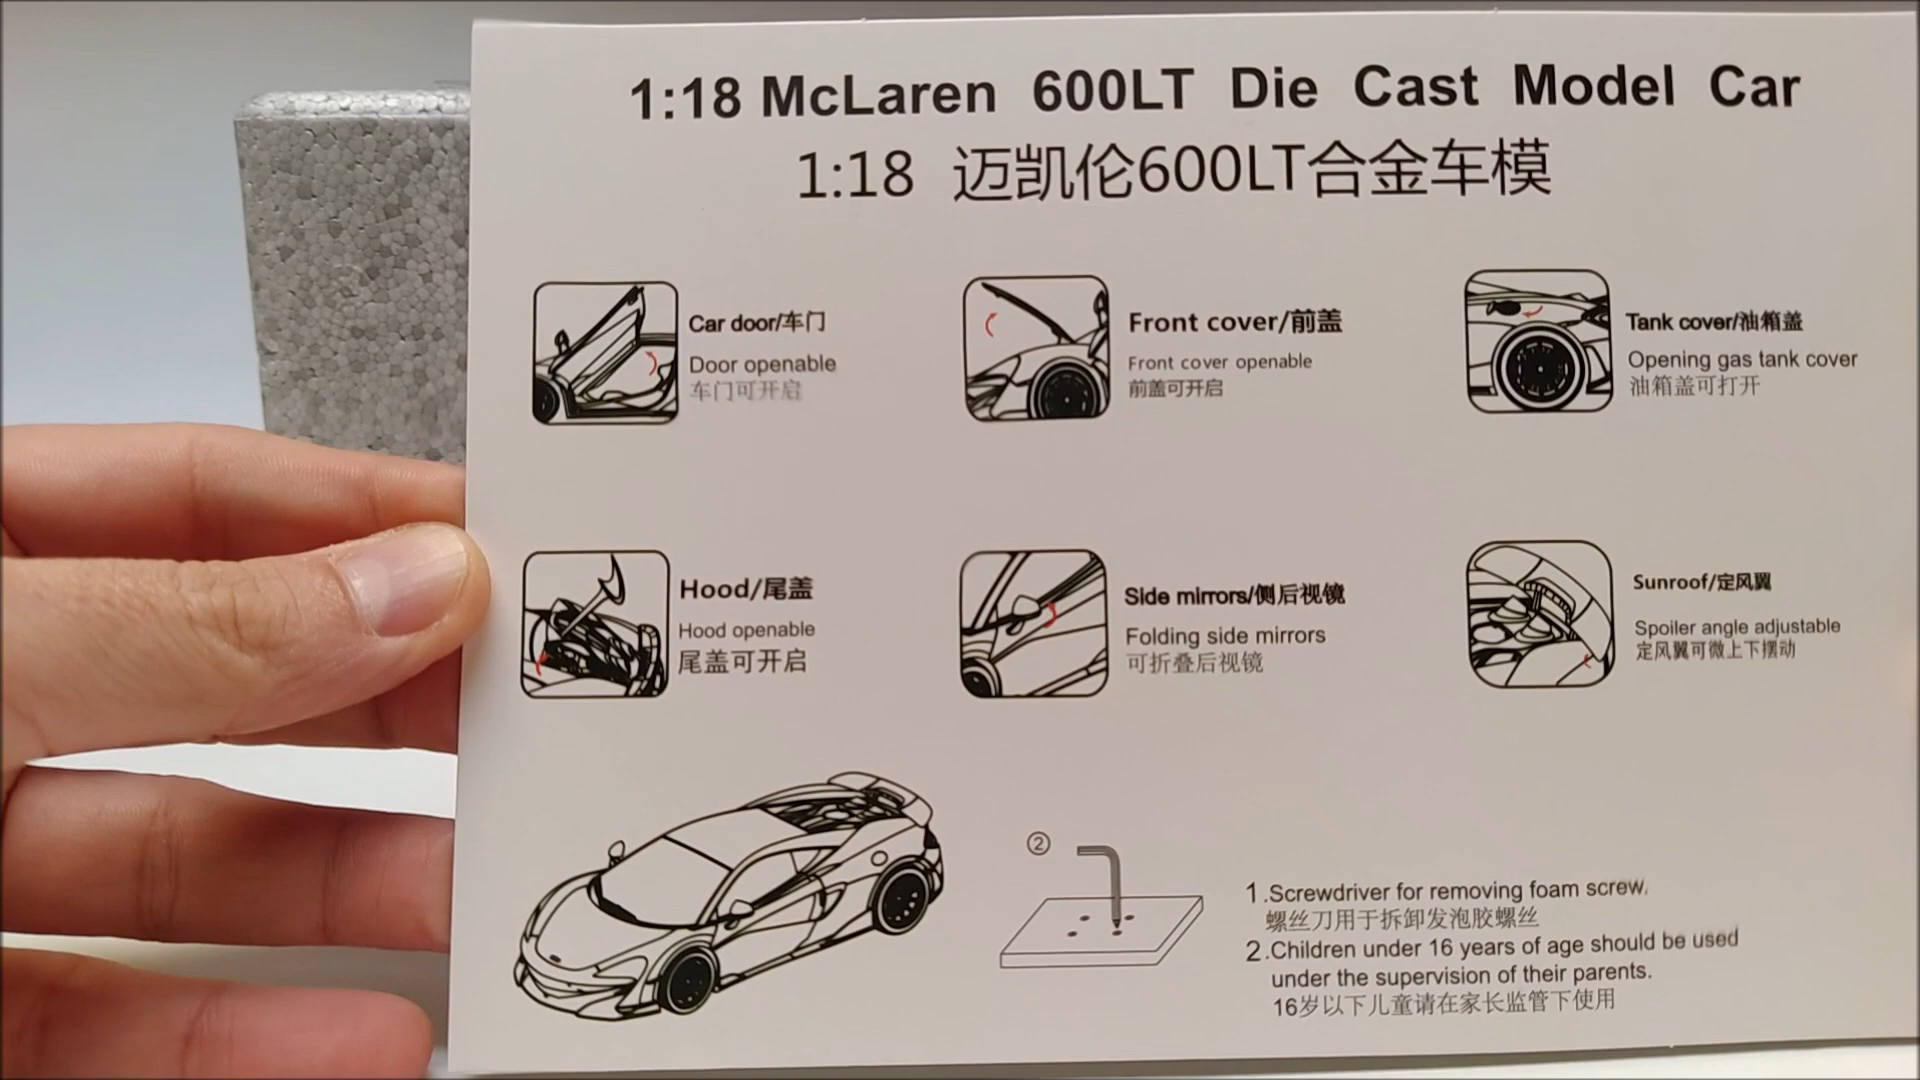 1:18 McLaren 600LT Die Cast Model Car
1:18 迈凯伦600LT合金车模
Car door/车门
Door openable
车门可开启
Front cover/前盖
Front cover openable
前盖可开启
Tank cover/油箱盖
Opening gas tank cover
油箱盖可打开
Hood/尾盖
Hood openable
尾盖可开启
Side mirrors/侧后视镜
Folding side mirrors
可折叠后视镜
Sunroof/定风翼
Spoiler angle adjustable
定风翼可微上下摆动
②
1.Screwdriver for removing foam screw.
螺丝刀用于拆卸发泡胶螺丝
2.Children under 16 years of age should be used
under the supervision of their parents.
16岁以下儿童请在家长监管下使用